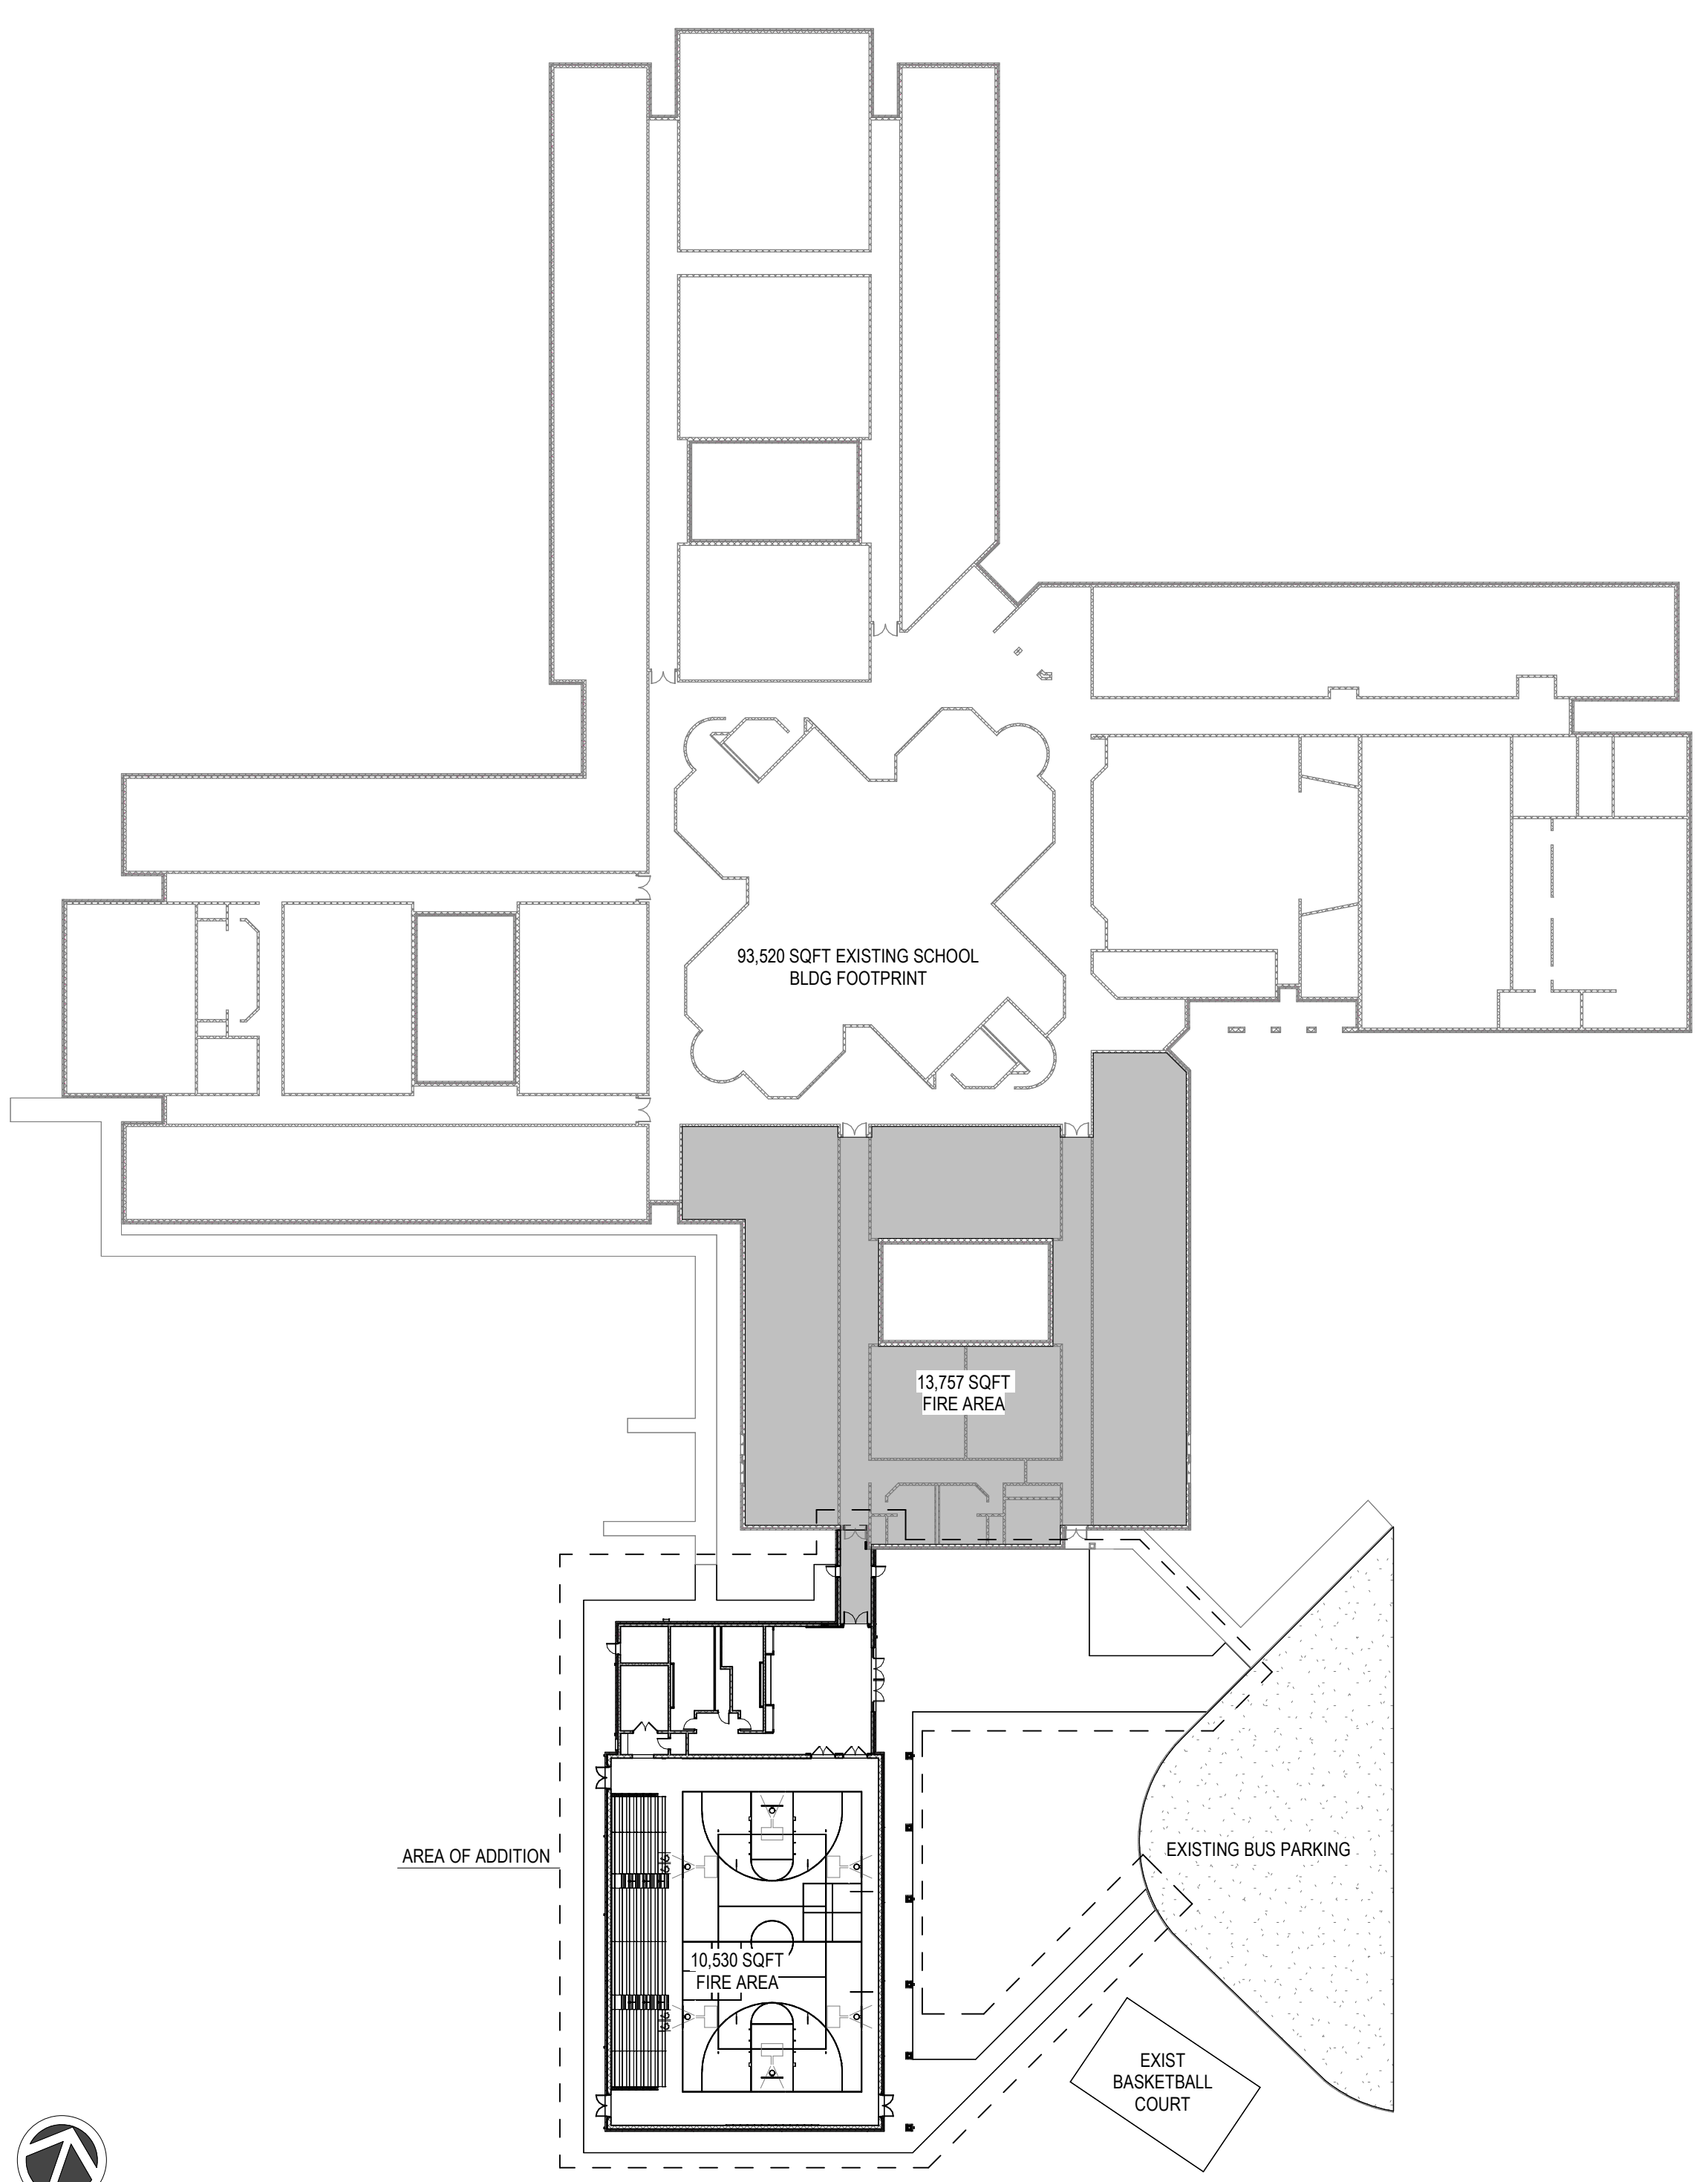 93,520 SQFT EXISTING SCHOOL
BLDG FOOTPRINT
13,757 SQFT
FIRE AREA
AREA OF ADDITION
EXISTING BUS PARKING
10,530 SQFT
FIRE AREA
EXIST
BASKETBALL
COURT